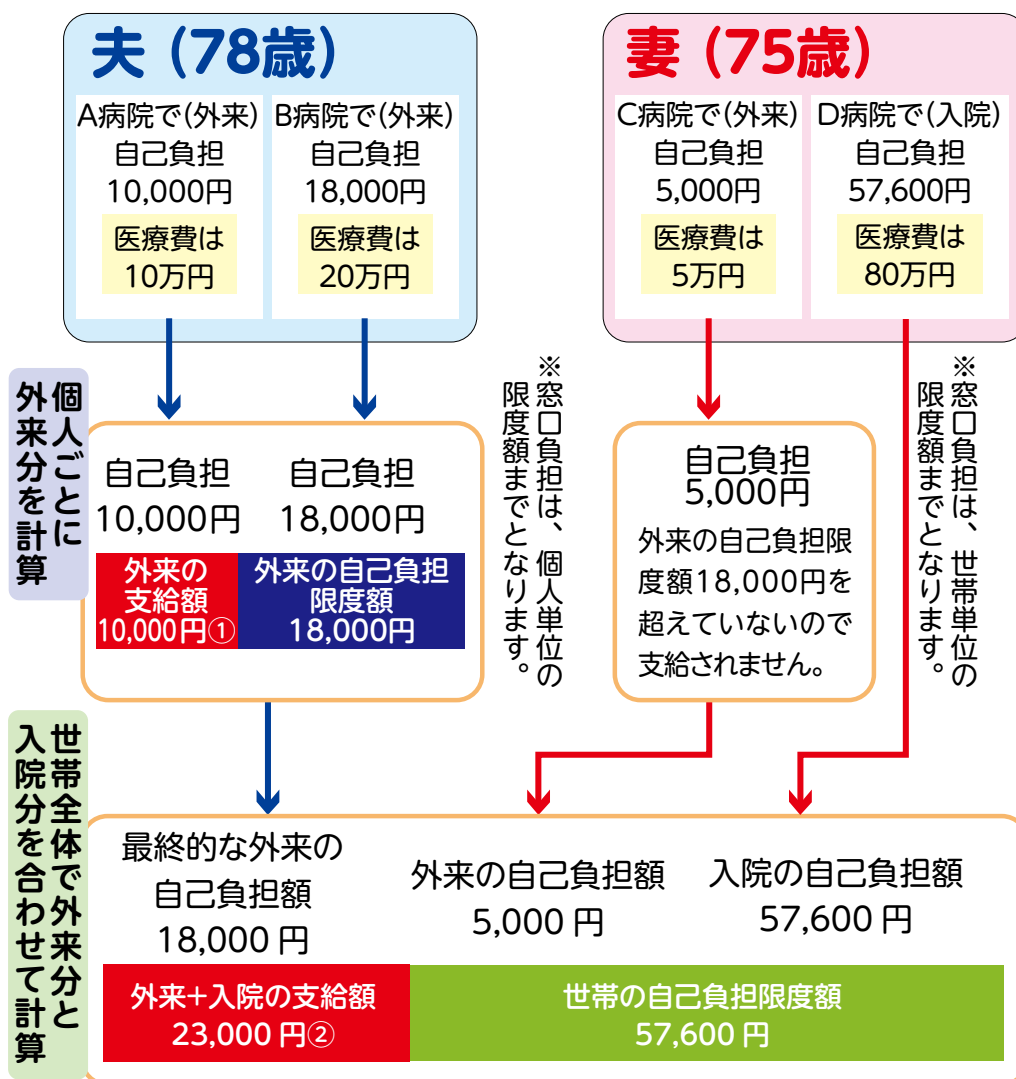 夫（78歳）
A病院で(外来)
自己負担
10,000円
医療費は
10万円
B病院で(外来)
自己負担
18,000円
医療費は
20万円
妻（75歳）
C病院で(外来)
自己負担
5,000円
医療費は
5万円
D病院で(入院)
自己負担
57,600円
医療費は
80万円
個人ごとに
外来分を計算
自己負担
10,000円
自己負担
18,000円
外来の
支給額
10,000円①
外来の自己負担
限度額
18,000円
※窓口負担は、個人単位の
限度額までとなります。
自己負担
5,000円
外来の自己負担限
度額18,000円を
超えていないので
支給されません。
※窓口負担は、世帯単位の
限度額までとなります。
世帯全体で外来分と
入院分を合わせて計算
最終的な外来の
自己負担額
18,000 円
外来の自己負担額
5,000 円
入院の自己負担額
57,600 円
外来+入院の支給額
23,000 円②
世帯の自己負担限度額
57,600 円